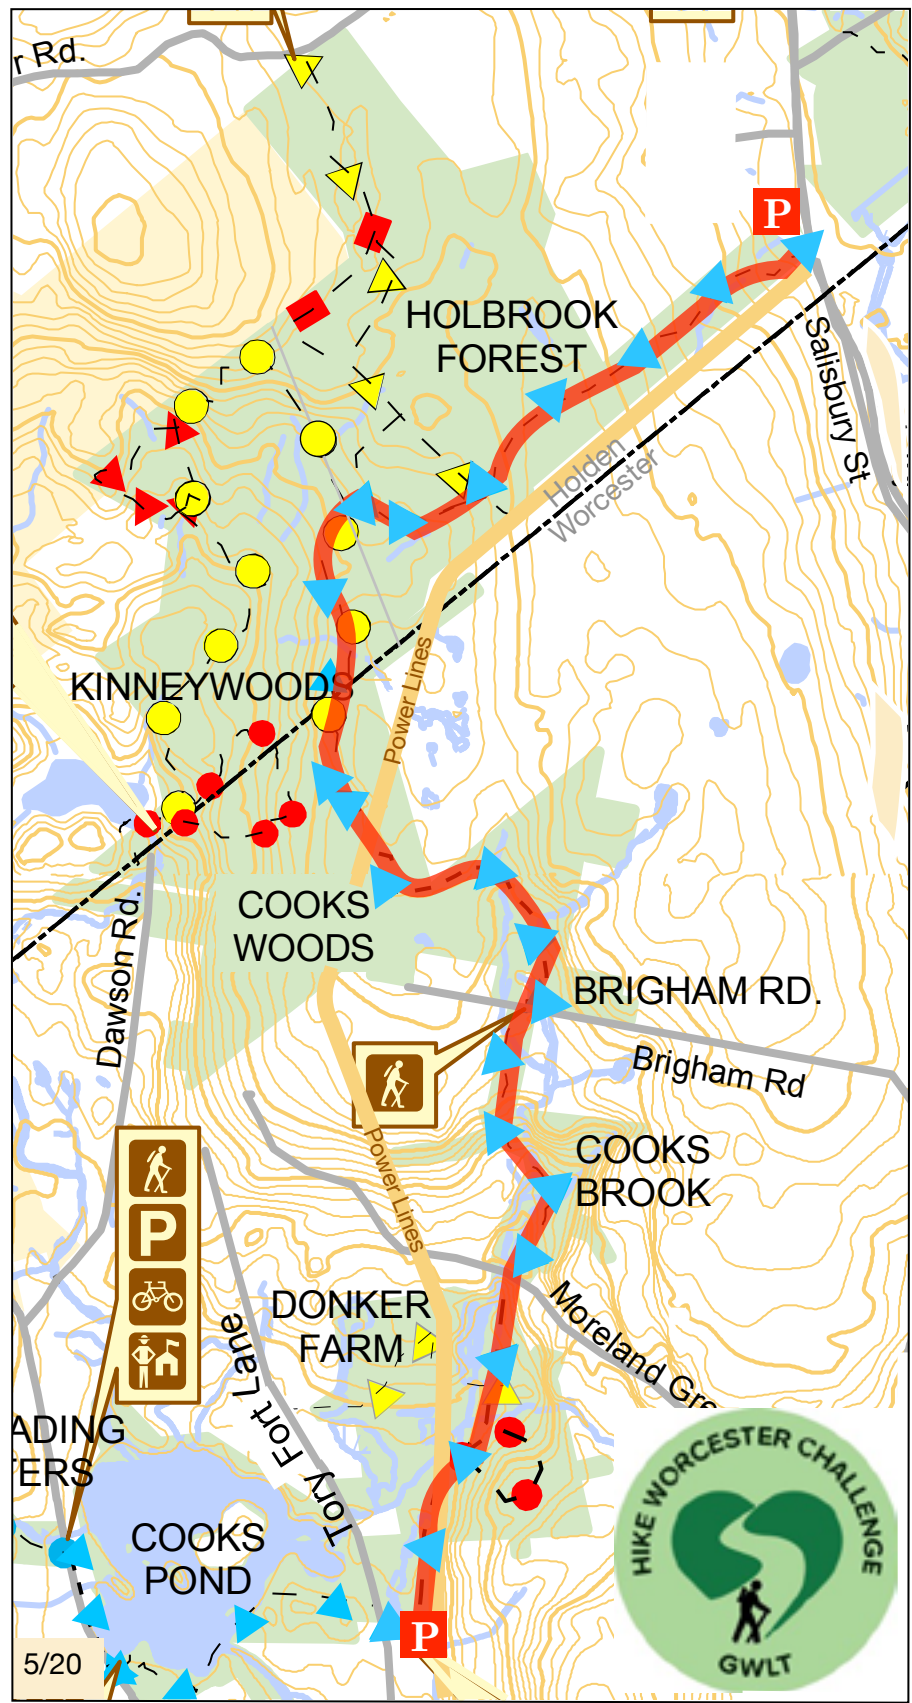 r Rd.
P
HOLBROOK
FOREST
Salisbury St
Holden
Worcester
Power Lines
KINNEYWOODS
COOKS
WOODS
Dawson Rd.
BRIGHAM RD.
Brigham Rd
Power Lines
COOKS
BROOK
P
DONKER
FARM
Moreland Gre
Tory Fort Lane
ADING
TERS
COOKS
POND
P
5/20
HIKE WORCESTER CHALLENGE
GWLT